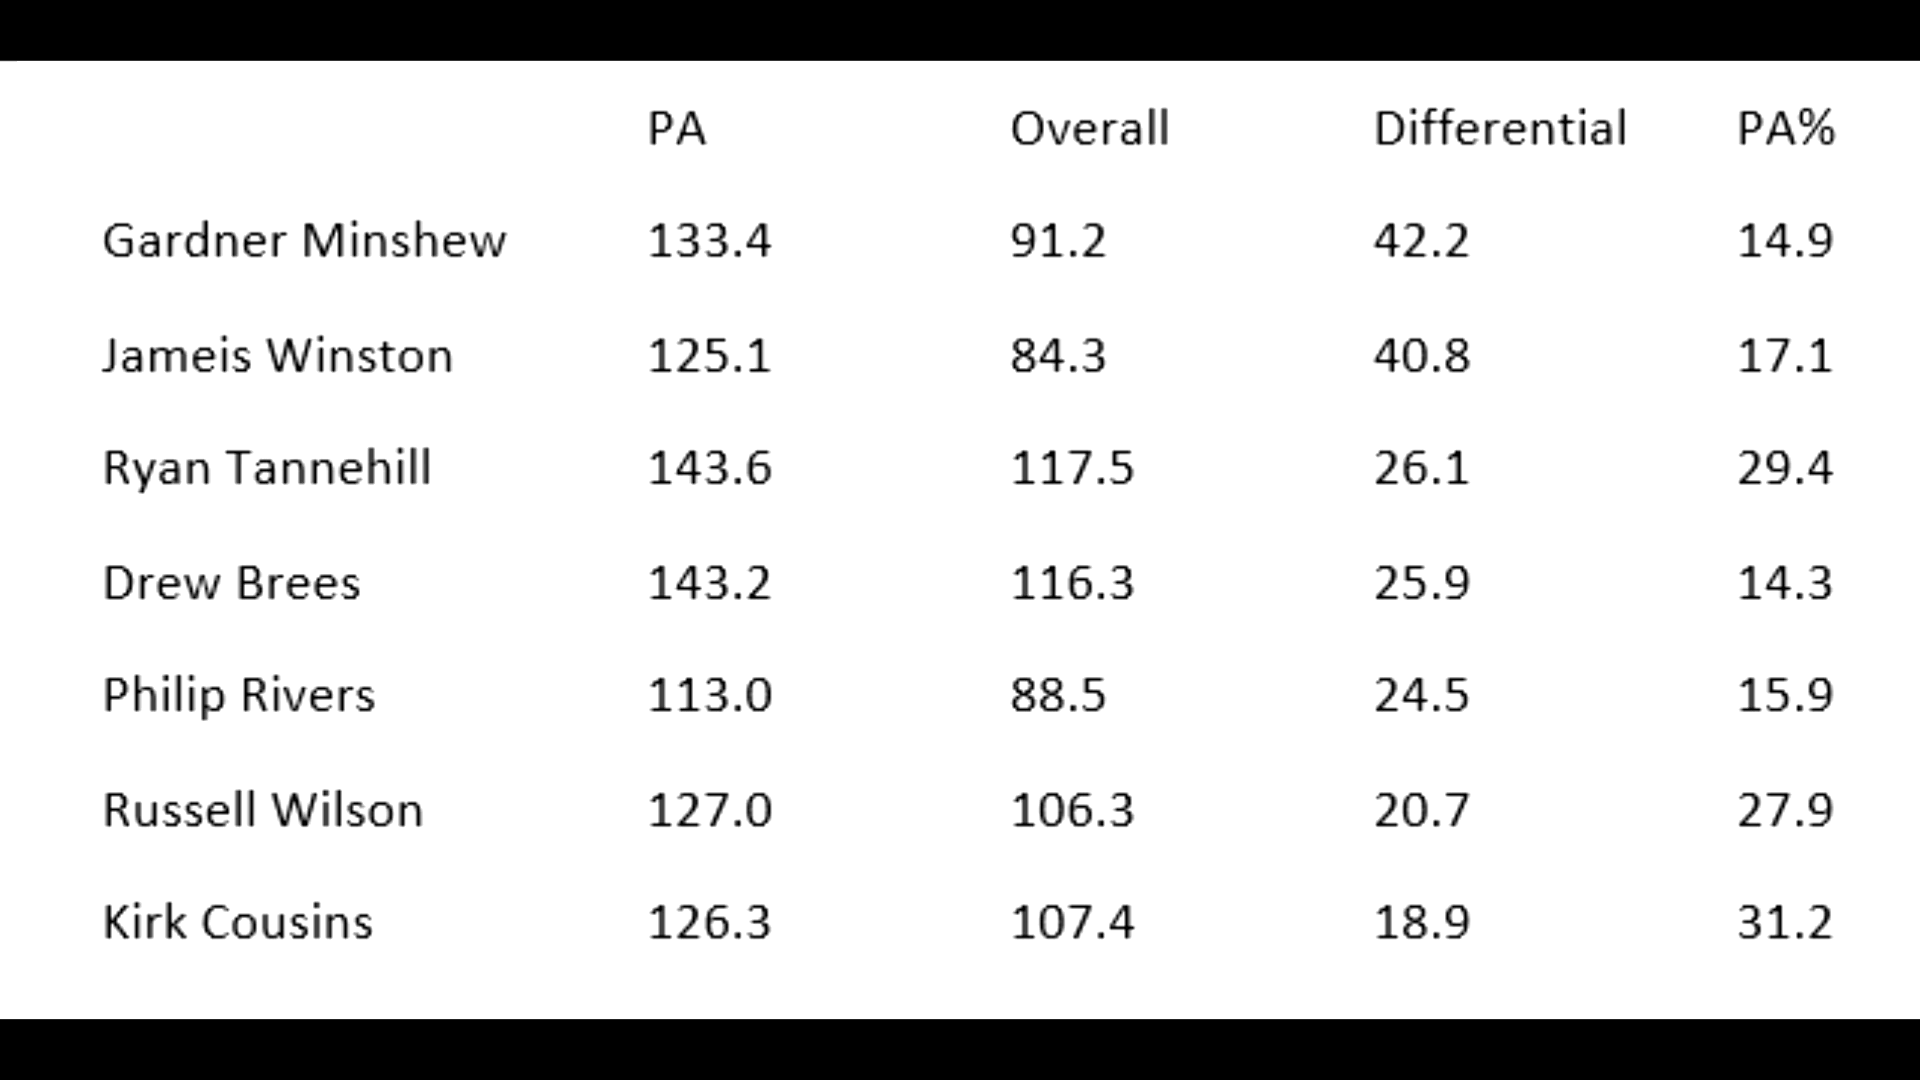 PA Overall Differential PA%
Gardner Minshew 133.4 91.2 42.2 14.9
Jameis Winston 125.1 84.3 40.8 17.1
Ryan Tannehill 143.6 117.5 26.1 29.4
Drew Brees 143.2 116.3 25.9 14.3
Philip Rivers 113.0 88.5 24.5 15.9
Russell Wilson 127.0 106.3 20.7 27.9
Kirk Cousins 126.3 107.4 18.9 31.2